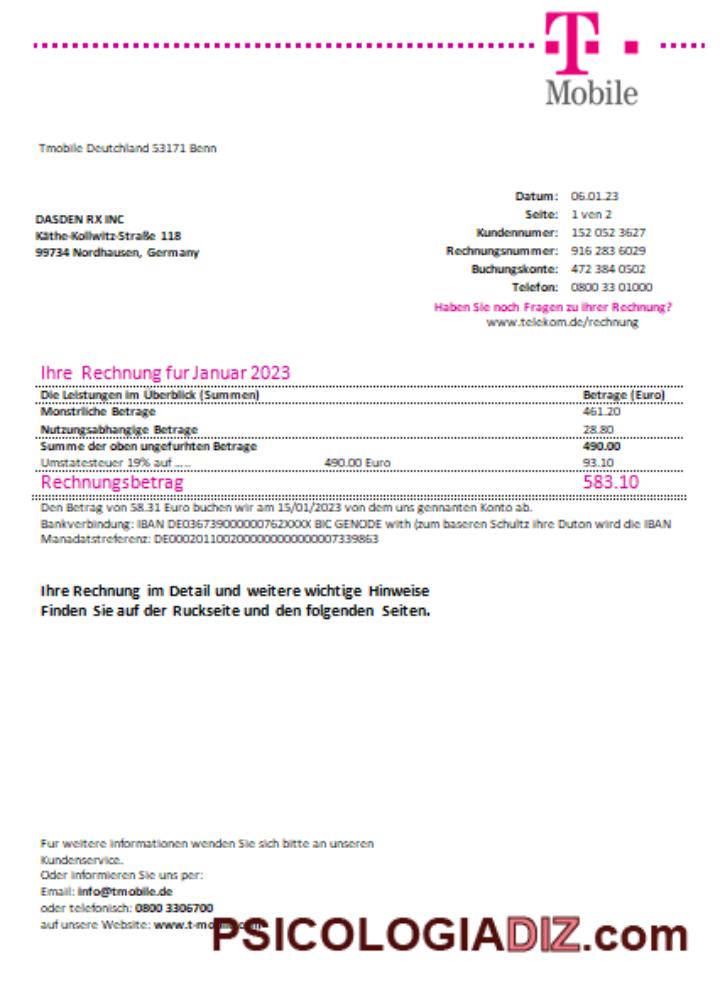 T
Mobile
Tmobile Deutchland 53171 Benn
DASDEN RX INC
Käthe-Kollwitz-Straße 118
99734 Nordhausen, Germany
Datum: 06.01.23
Seite: 1 ven 2
Kundennumer: 152 052 3627
Rechnungsnummer: 916 283 6029
Buchungskonte: 472 384 0502
Telefon: 0800 33 01000
Haben Sie noch Fragen zu Ihrer Rechnung?
www.telekom.de/rechnung
Ihre Rechnung fur Januar 2023
Die Leistungen im Überblick (Summen) Betrage (Euro)
Monstrliche Betrage 461.20
Nutzungsabhangige Betrage 28.80
Summe der oben ungefurhten Betrage 490.00
Umstatesteuer 19% auf ..... 490.00 Euro 93.10
Rechnungsbetrag 583.10
Den Betrag von 58.31 Euro buchen wir am 15/01/2023 von dem uns gennanten Konto ab.
Bankverbindung: IBAN BIC GENODE with (zum baseren Schultz ihre Duton wird die IBAN
Manadatstreferenz:
Ihre Rechnung im Detail und weitere wichtige Hinweise
Finden Sie auf der Ruckseite und den folgenden Seiten.
Fur weitere informationen wenden Sie sich bitte an unseren
Kundenservice.
Oder informieren Sie uns per:
Email: info@tmobile.de
oder telefonisch: 0800 3306700
auf unsere Website:
PSICOLOGIADIZ.com